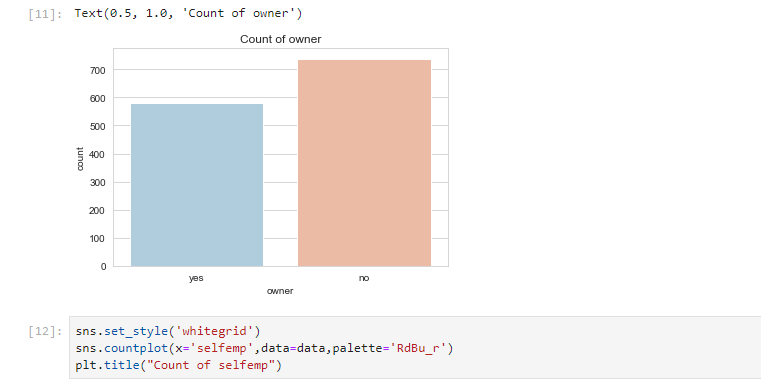 [11]: Text(0.5, 1.0, 'Count of owner')
Count of owner
700
600
500
400
300
200
100
0
count
yes no
owner
[12]: sns.set_style('whitegrid')
sns.countplot(x='selfemp',data=data,palette='RdBu_r')
plt.title("Count of selfemp")